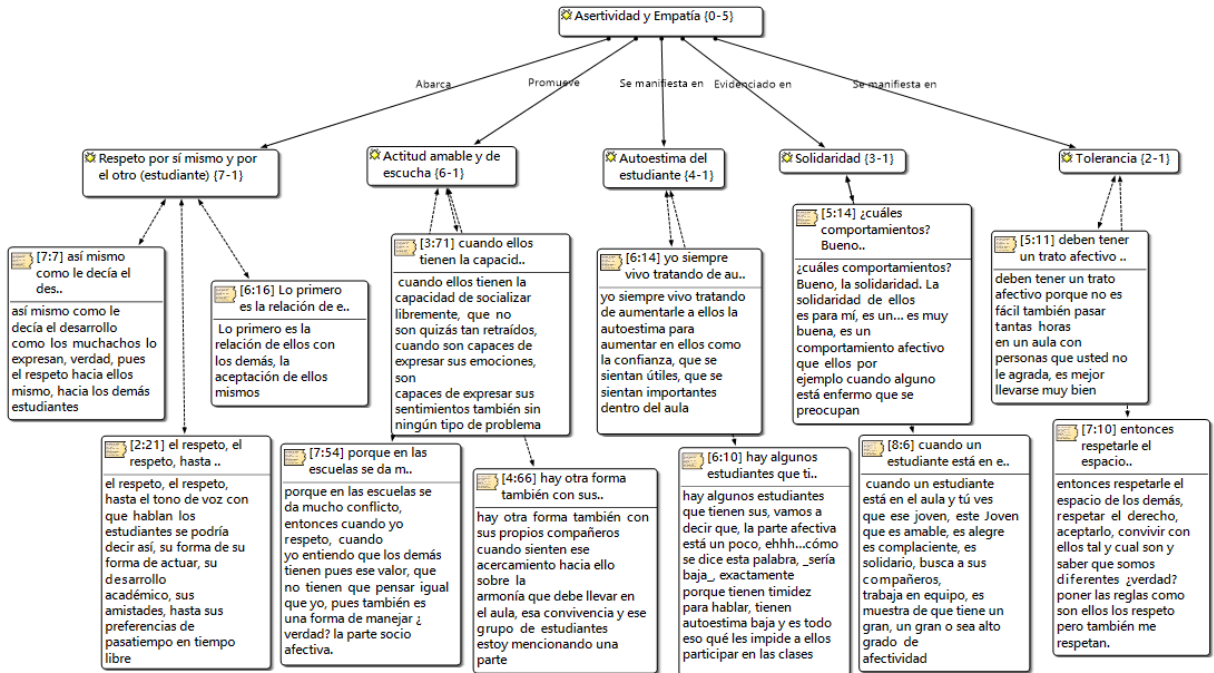 Asertividad y Empatía {0-5}
Abarca
Promueve
Se manifiesta en
Evidenciado en
Se manifiesta en
Respeto por sí mismo y por
el otro (estudiante) {7-1}
Actitud amable y de
escucha {6-1}
Autoestima del
estudiante {4-1}
Solidaridad {3-1}
Tolerancia {2-1}
[7:7] así mismo
como le decía el
des..
así mismo como le
decía el desarrollo
como los muchachos lo
expresan, verdad, pues
el respeto hacia ellos
mismo, hacia los demás
estudiantes
[6:16] Lo primero
es la relación de e..
Lo primero es la
relación de ellos con
los demás, la
aceptación de ellos
mismos
[3:71] cuando ellos
tienen la capacid..
cuando ellos tienen la
capacidad de socializar
libremente, que no
son quizás tan retraídos,
cuando son capaces de
expresar sus emociones,
son
capaces de expresar sus
sentimientos también sin
ningún tipo de problema
[6:14] yo siempre
vivo tratando de au..
yo siempre vivo tratando
de aumentarle a ellos la
autoestima para
aumentar en ellos como
la confianza, que se
sientan útiles, que se
sientan importantes
dentro del aula
[5:14] ¿cuáles
comportamientos?
Bueno..
¿cuáles comportamientos?
Bueno, la solidaridad. La
solidaridad de ellos
es para mí, es un... es muy
buena, es un
comportamiento afectivo
que ellos por
ejemplo cuando alguno
está enfermo que se
preocupan
[5:11] deben tener
un trato afectivo ..
deben tener un trato
afectivo porque no es
fácil también pasar
tantas horas
en un aula con
personas que usted no
le agrada, es mejor
llevarse muy bien
[2:21] el respeto, el
respeto, hasta ..
el respeto, el respeto,
hasta el tono de voz con
que hablan los
estudiantes se podría
decir así, su forma de su
forma de actuar, su
desarrollo
académico, sus
amistades, hasta sus
preferencias de
pasatiempo en tiempo
libre
[7:54] porque en las
escuelas se da m..
porque en las escuelas se
da mucho conflicto,
entonces cuando yo
respeto, cuando
yo entiendo que los demás
tienen pues ese valor, que
no tienen que pensar igual
que yo, pues también es
una forma de manejar ¿
verdad? la parte socio
afectiva.
[4:66] hay otra forma
también con sus..
hay otra forma también con
sus propios compañeros
cuando sienten ese
acercamiento hacia ello
sobre la
armonía que debe llevar en
el aula, esa convivencia y ese
grupo de estudiantes
estoy mencionando una
parte
[6:10] hay algunos
estudiantes que ti..
hay algunos estudiantes
que tienen sus, vamos a
decir que, la parte afectiva
está un poco, ehhh...cómo
se dice esta palabra, _sería
baja_, exactamente
porque tienen timidez
para hablar, tienen
autoestima baja y es todo
eso qué les impide a ellos
participar en las clases
[8:6] cuando un
estudiante está en e..
cuando un estudiante
está en el aula y tú ves
que ese joven, este Joven
que es amable, es alegre
es complaciente, es
solidario, busca a sus
compañeros,
trabaja en equipo, es
muestra de que tiene un
gran, un gran o sea alto
grado de
afectividad
[7:10] entonces
respetarle el
espacio..
entonces respetarle el
espacio de los demás,
respetar el derecho,
aceptarlo, convivir con
ellos tal y cual son y
saber que somos
diferentes ¿verdad?
poner las reglas como
son ellos los respeto
pero también me
respetan.